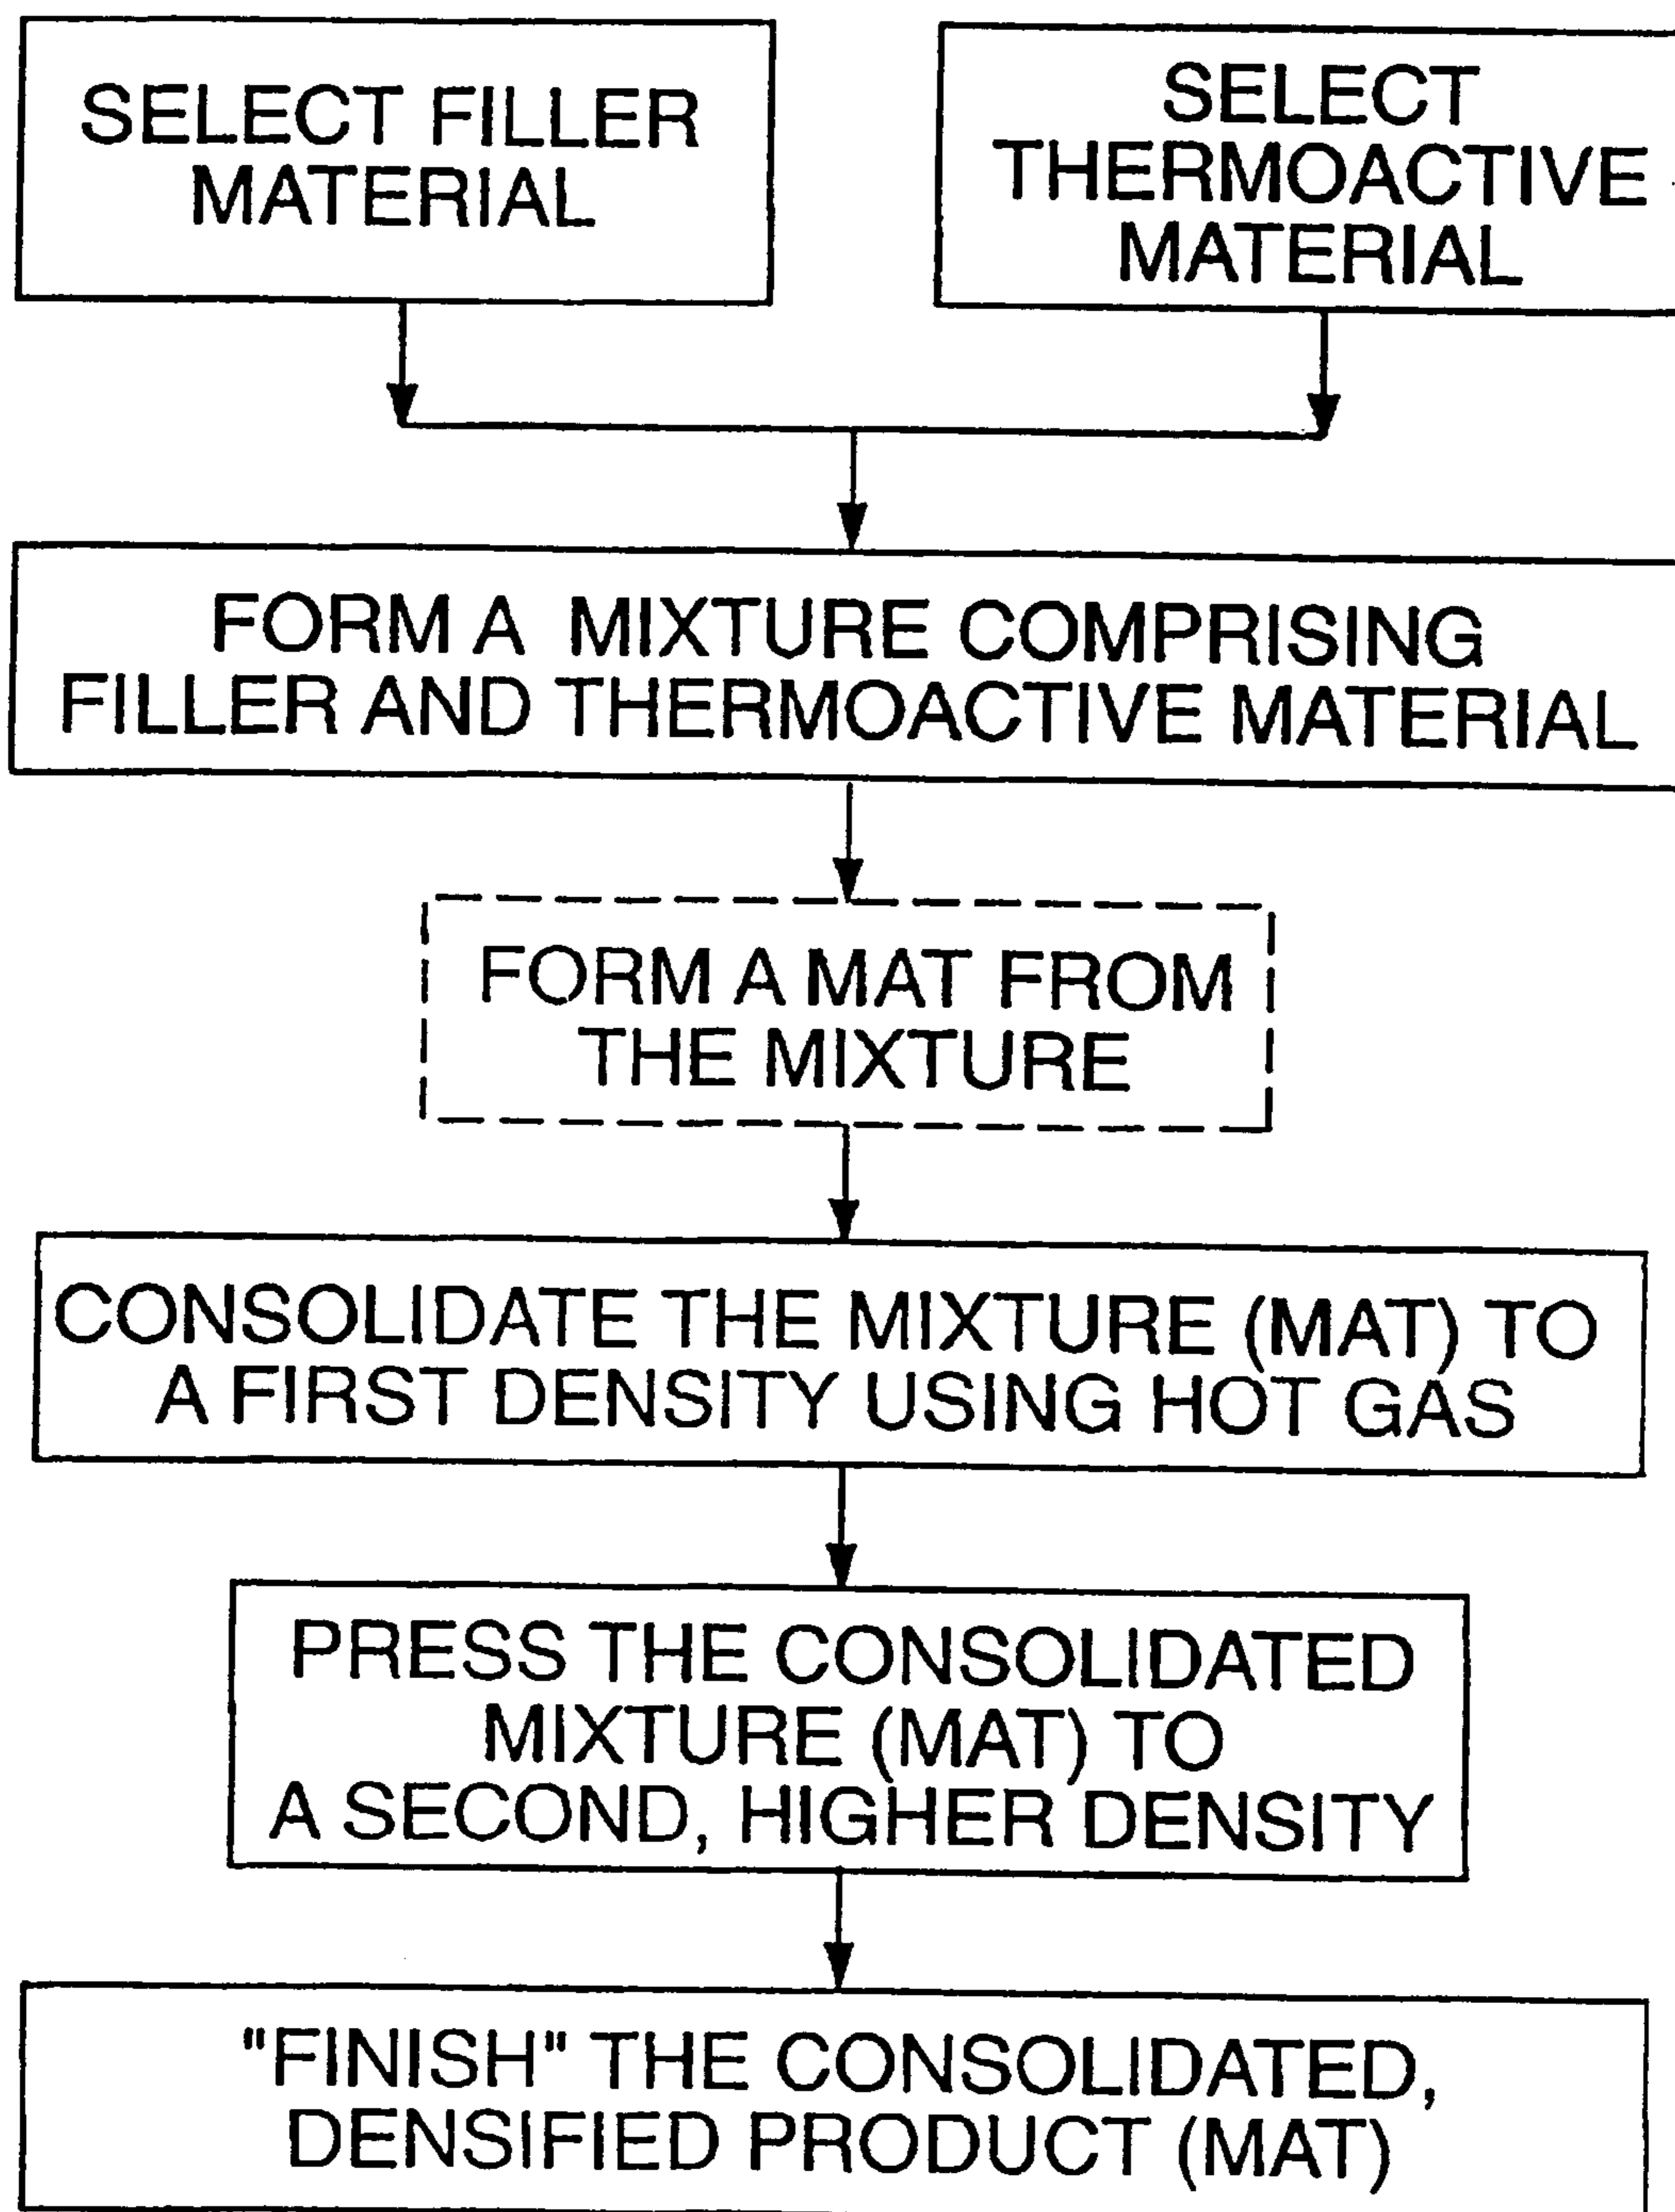 SELECT FILLER
MATERIAL
SELECT
THERMOACTIVE
MATERIAL
FORM A MIXTURE COMPRISING
FILLER AND THERMOACTIVE MATERIAL
FORM A MAT FROM
THE MIXTURE
CONSOLIDATE THE MIXTURE (MAT) TO
A FIRST DENSITY USING HOT GAS
PRESS THE CONSOLIDATED
MIXTURE (MAT) TO
A SECOND, HIGHER DENSITY
"FINISH" THE CONSOLIDATED,
DENSIFIED PRODUCT (MAT)